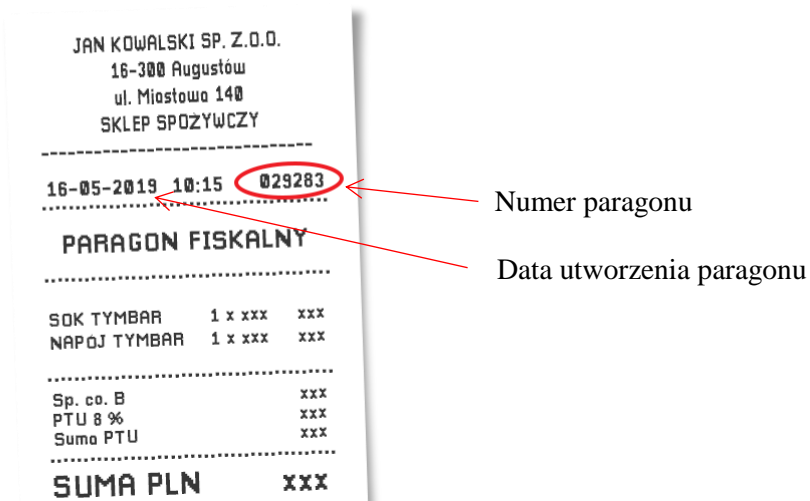 JAN KOWALSKI SP. Z.O.O.
16-300 Augustów
ul. Miastowa 140
SKLEP SPOŻYWCZY
16-05-2019 10:15 029283
Numer paragonu
Data utworzenia paragonu
PARAGON FISKALNY
SOK TYMBAR 1 x xxx xxx
NAPÓJ TYMBAR 1 x xxx xxx
Sp. co. B xxx
PTU 8 % xxx
Suma PTU xxx
SUMA PLN xxx